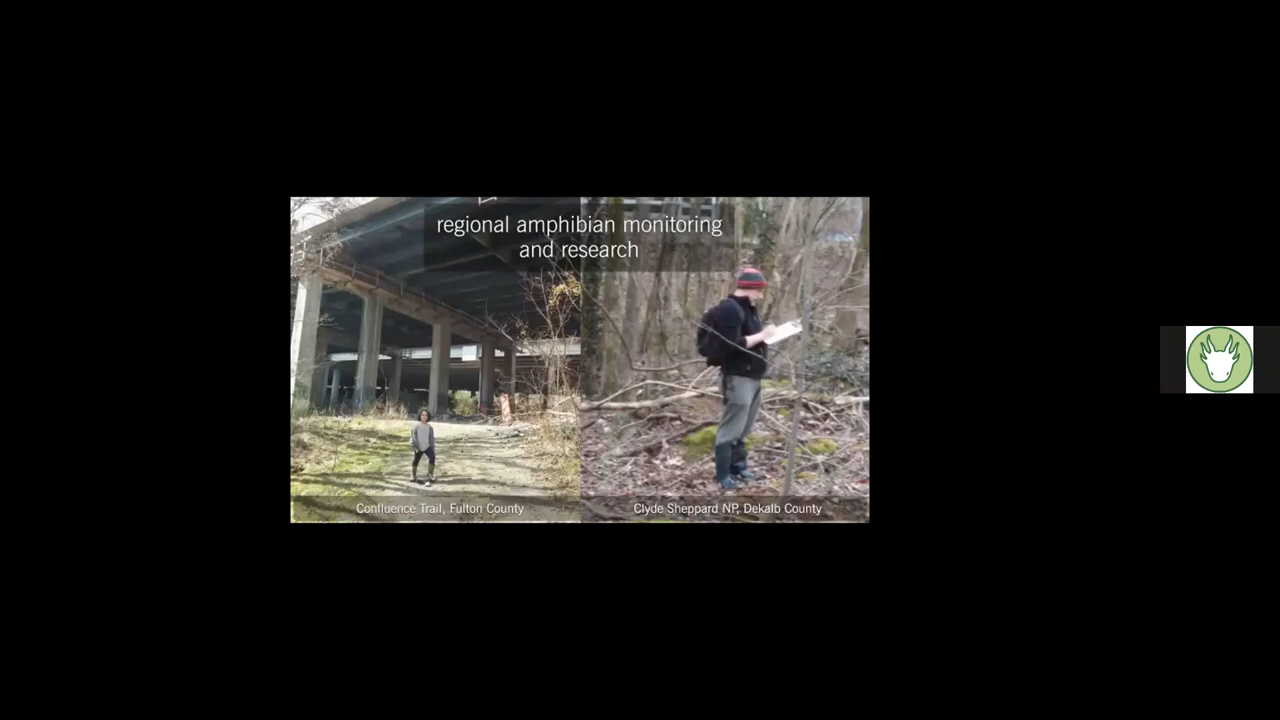 regional amphibian monitoring
and research
Confluence Trail, Fulton County
Clyde Sheppard NP, Dekalb County